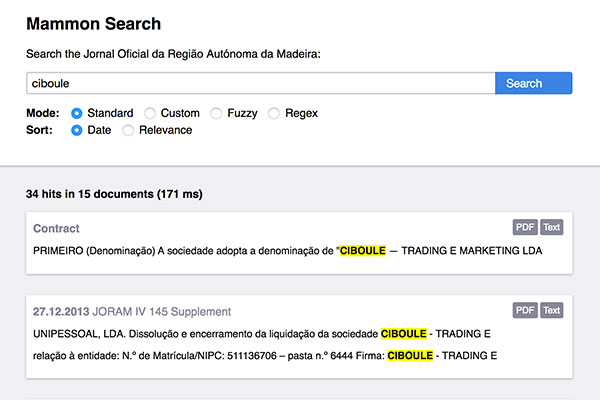 Mammon Search
Search the Jornal Oficial da Região Autónoma da Madeira:
ciboule Search
Mode: Standard Custom Fuzzy Regex
Sort: Date Relevance
34 hits in 15 documents (171 ms)
Contract PDF Text
PRIMEIRO (Denominação) A sociedade adopta a denominação de "CIBOULE — TRADING E MARKETING LDA
27.12.2013 JORAM IV 145 Supplement PDF Text
UNIPESSOAL, LDA. Dissolução e encerramento da liquidação da sociedade CIBOULE - TRADING E
relação à entidade: N.º de Matrícula/NIPC: 511136706 – pasta n.º 6444 Firma: CIBOULE - TRADING E